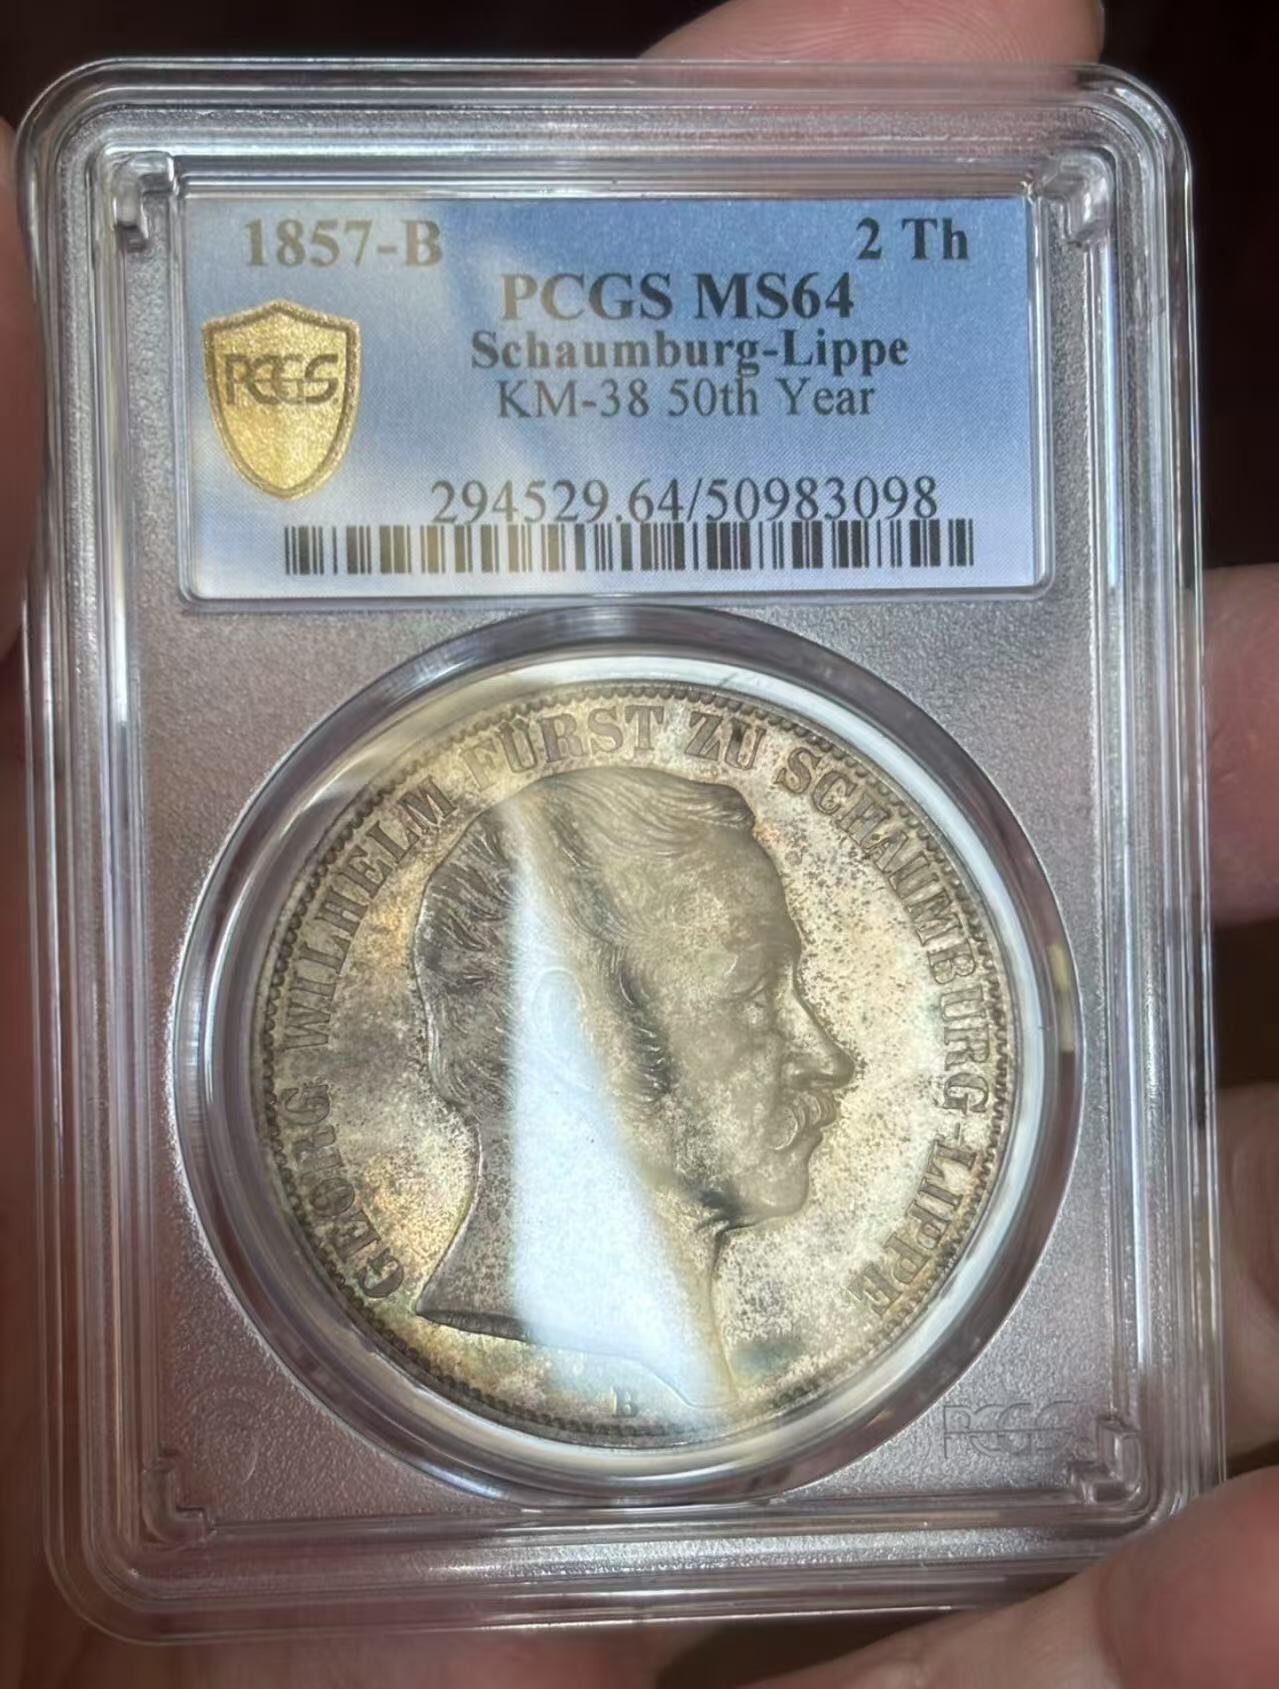 1857-B 2 Th
PCGS MS64
Schaumburg-Lippe
KM-38 50th Year
PCGS
294529.64/50983098
GEORG WILHELM FÜRST ZU SCHAUMBURG-LIPPE
B
PCGS